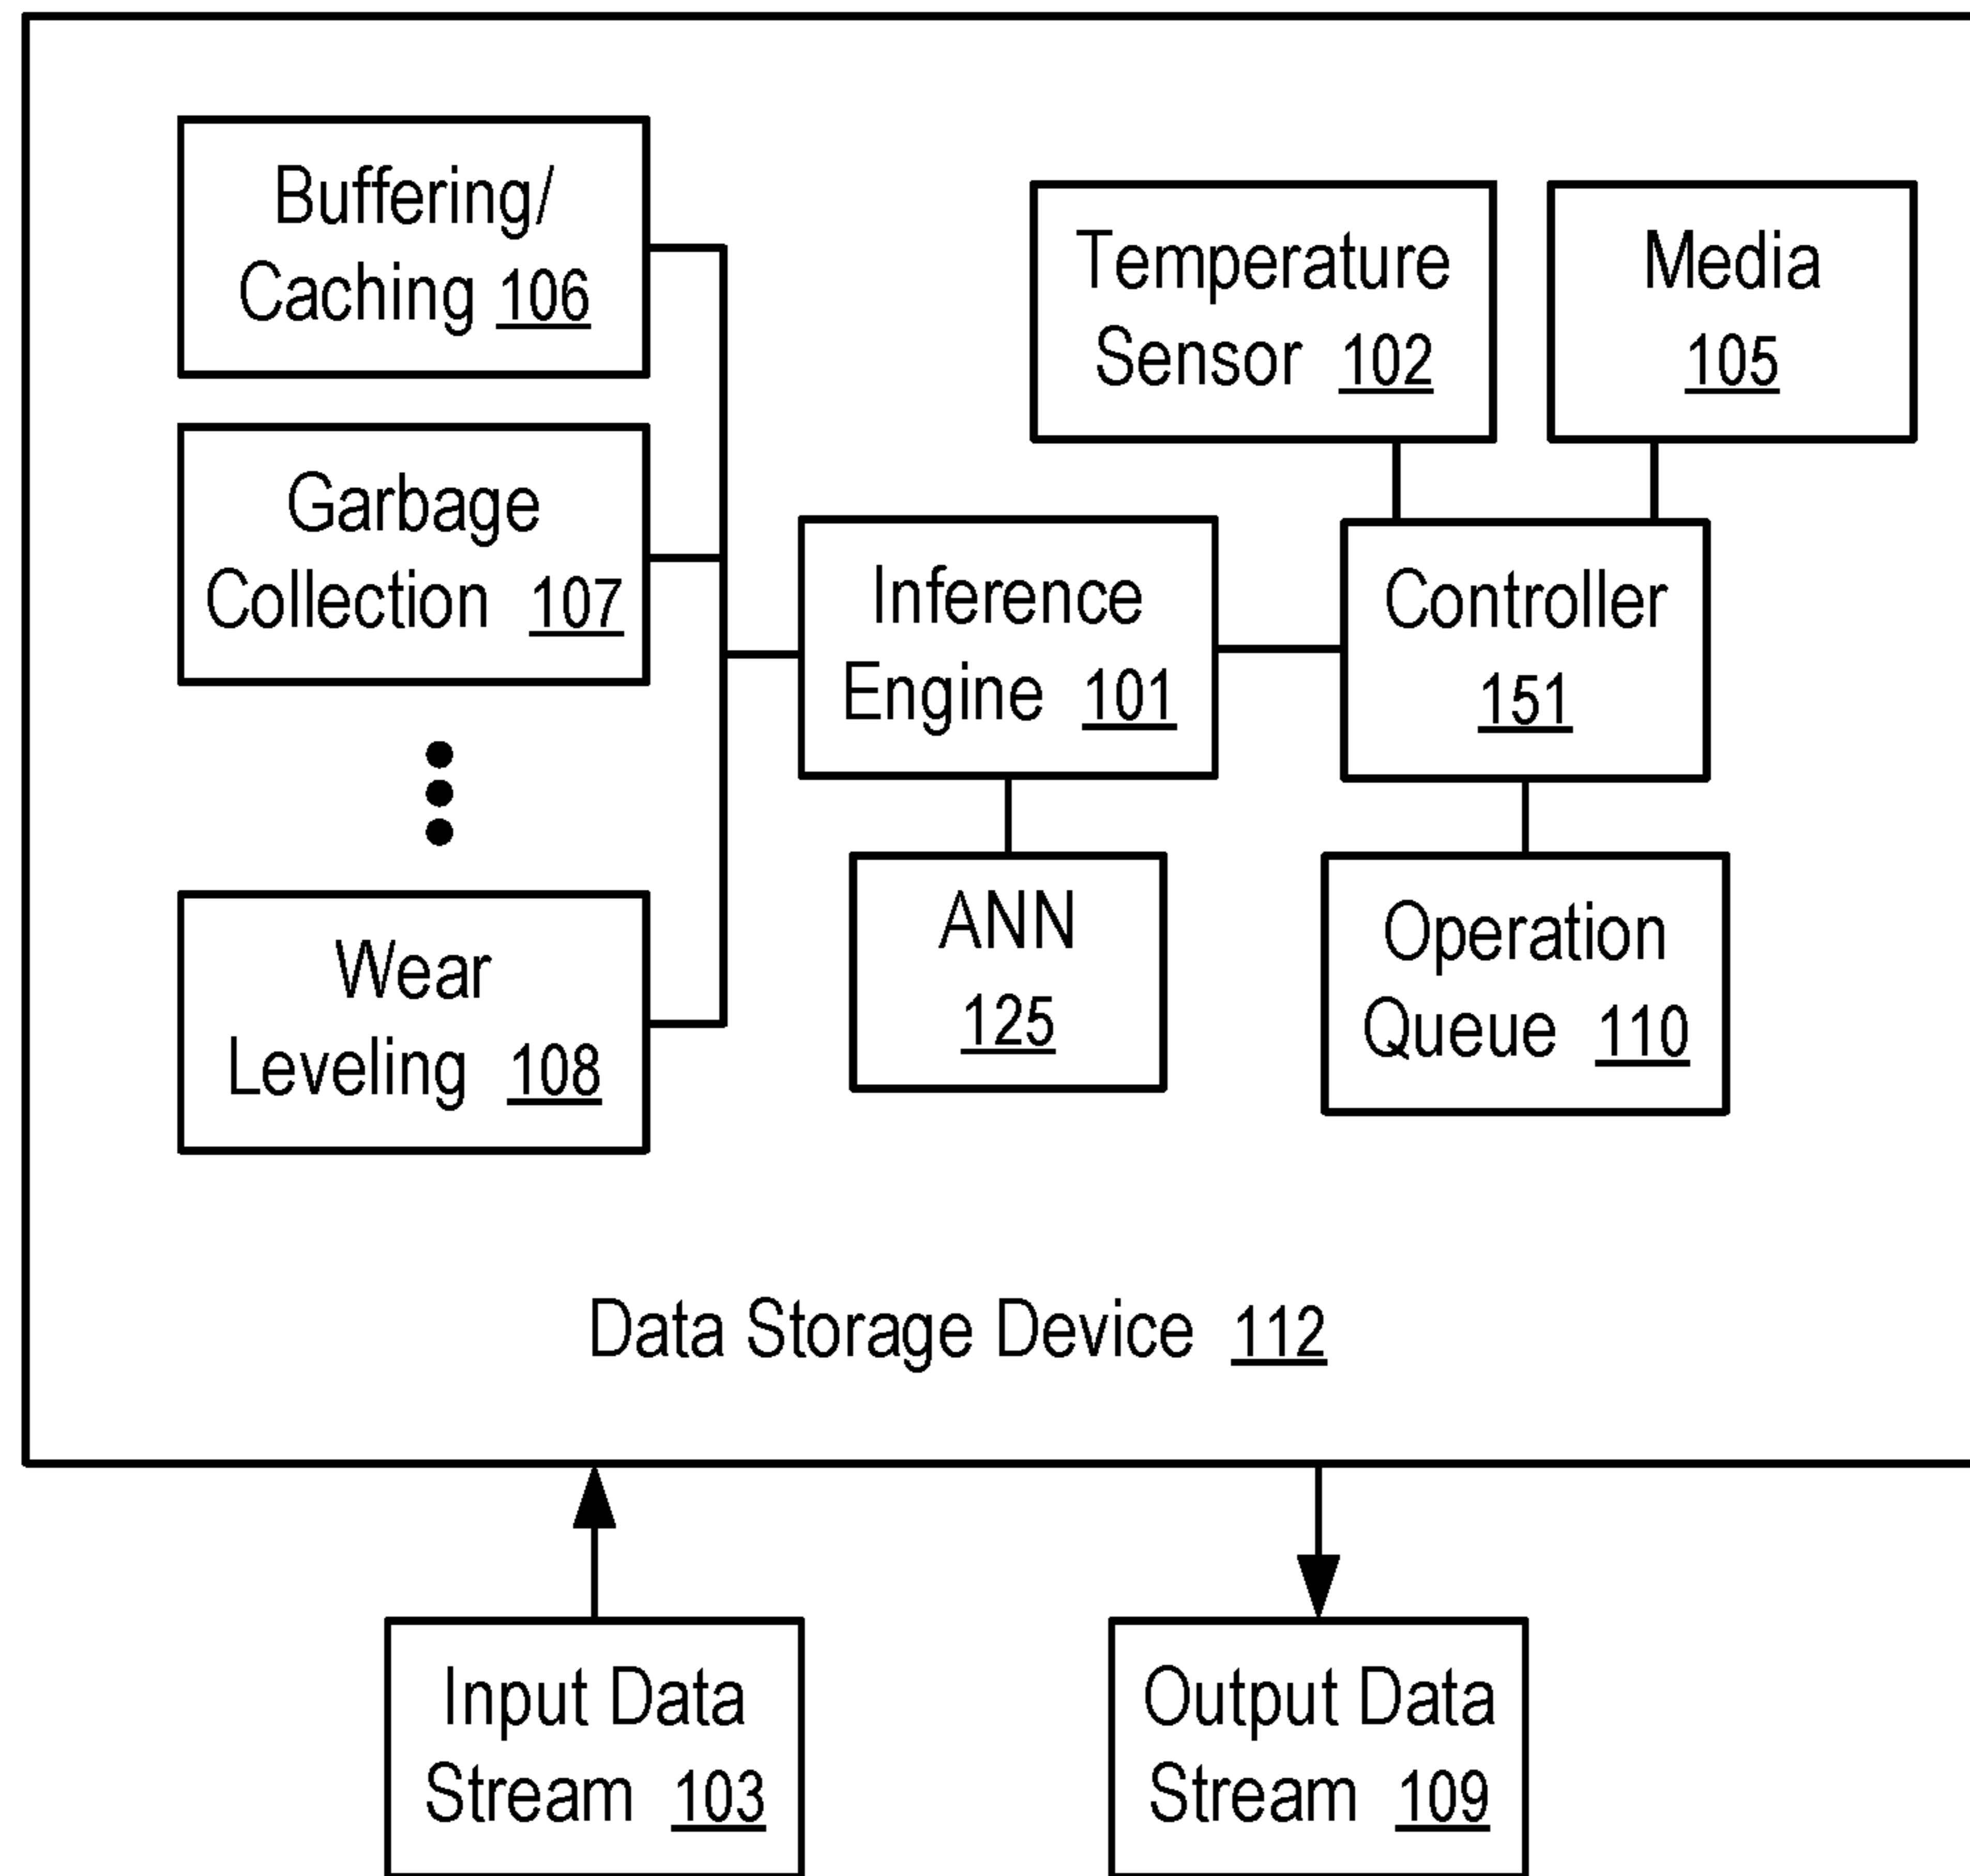 Buffering/
Caching 106
Temperature
Sensor 102
Media
105
Garbage
Collection 107
Inference
Engine 101
Controller
151
Wear
Leveling 108
ANN
125
Operation
Queue 110
Data Storage Device 112
Input Data
Stream 103
Output Data
Stream 109